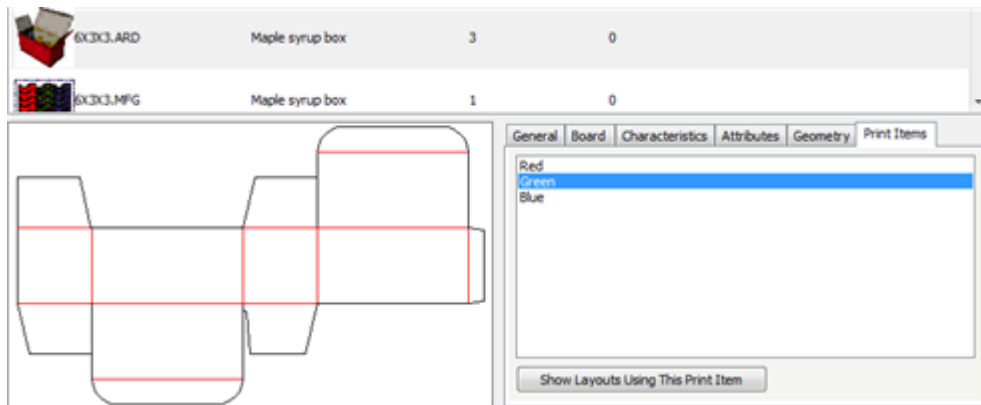 6X3X3.ARD Maple syrup box 3 0
6X3X3.MFG Maple syrup box 1 0
General Board Characteristics Attributes Geometry Print Items
Red
Green
Blue
Show Layouts Using This Print Item